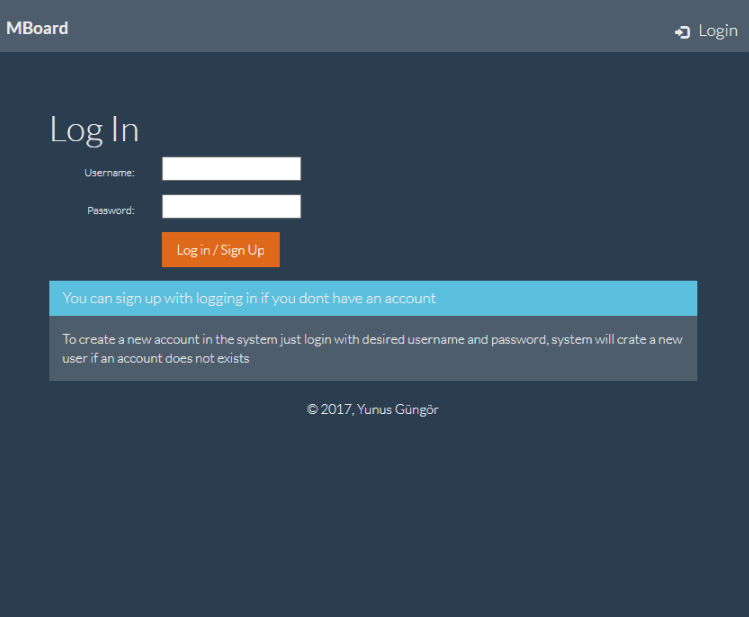 MBoard
Login
Log In
Username:
Password:
Log in / Sign Up
You can sign up with logging in if you dont have an account
To create a new account in the system just login with desired username and password, system will crate a new
user if an account does not exists
© 2017, Yunus Güngör